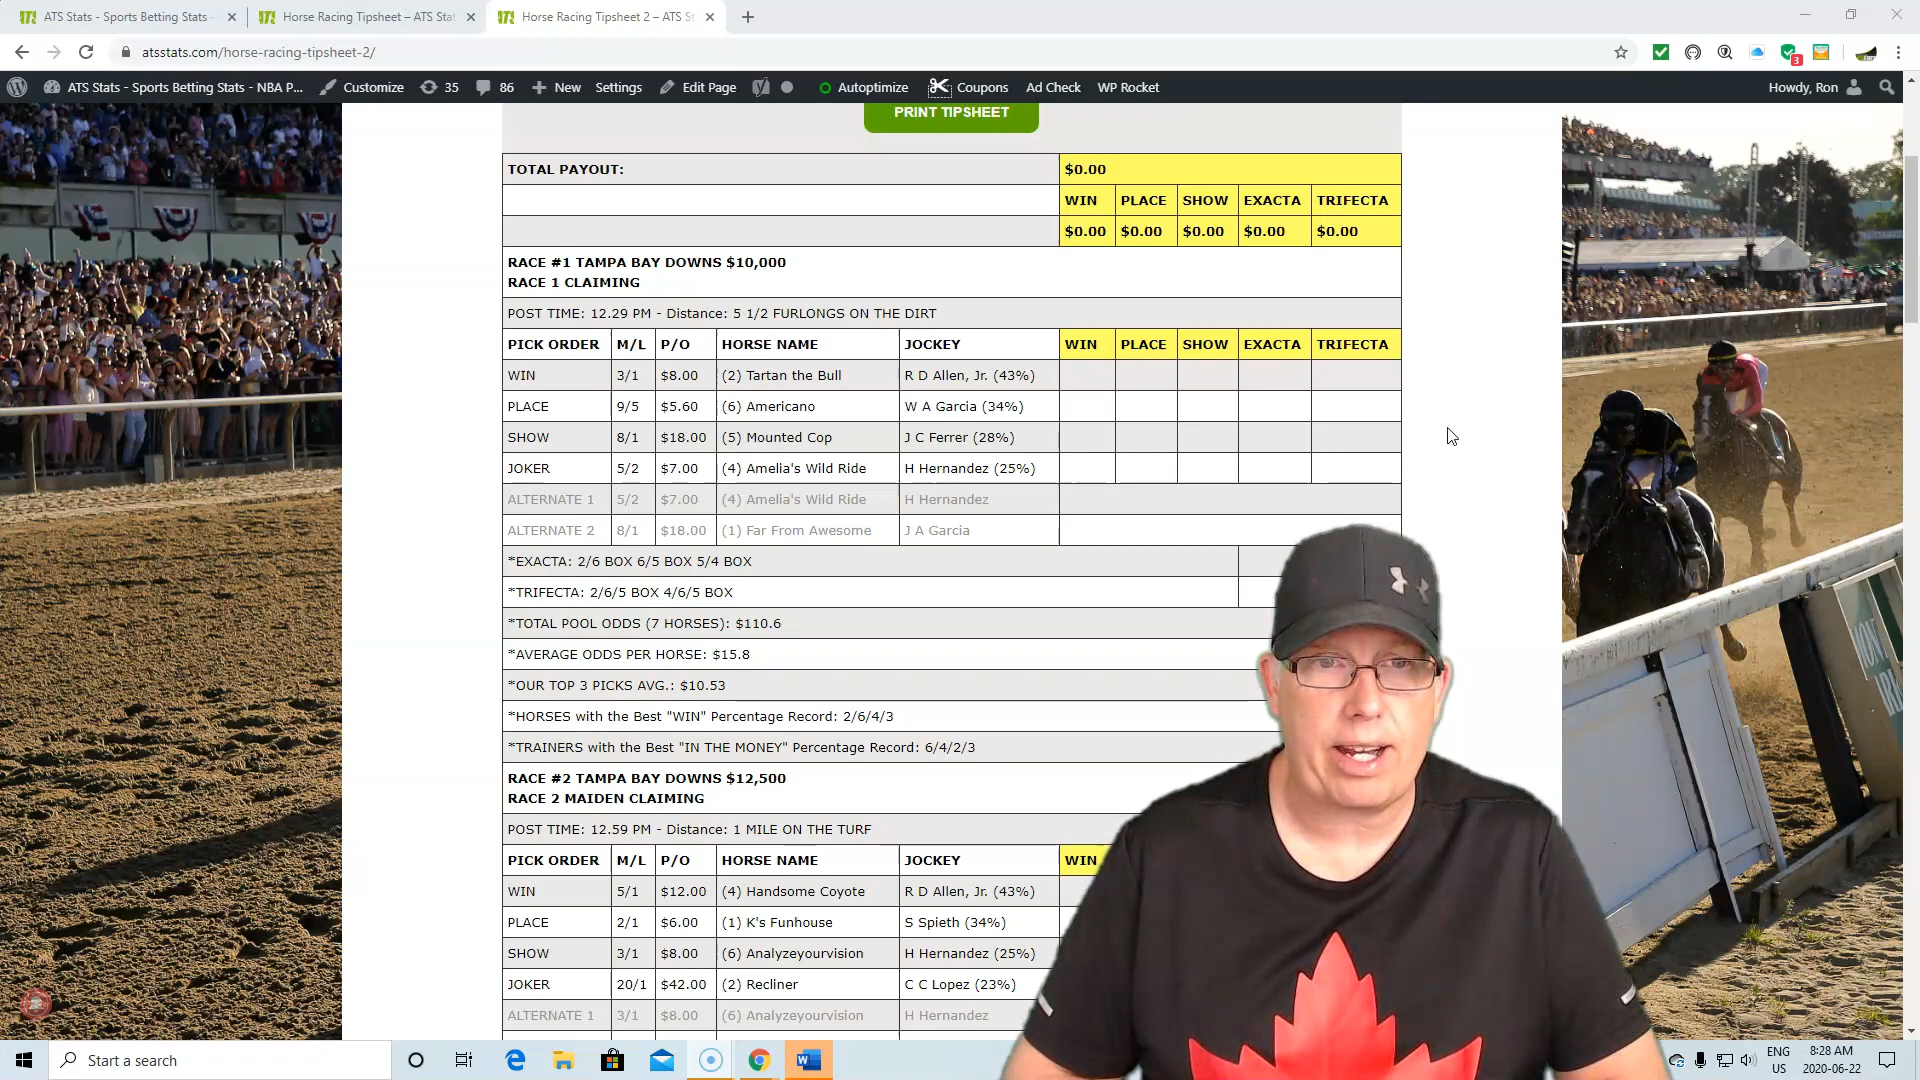 ATS Stats - Sports Betting Stats - 
Horse Racing Tipsheet – ATS Stat
Horse Racing Tipsheet 2 – ATS St
atsstats.com/horse-racing-tipsheet-2/
3
ATS Stats - Sports Betting Stats - NBA P... Customize 35 86 New Settings Edit Page Autoptimize Coupons Ad Check WP Rocket Howdy, Ron
PRINT TIPSHEET
TOTAL PAYOUT: $0.00
WIN PLACE SHOW EXACTA TRIFECTA
$0.00 $0.00 $0.00 $0.00 $0.00
RACE #1 TAMPA BAY DOWNS $10,000
RACE 1 CLAIMING
POST TIME: 12.29 PM - Distance: 5 1/2 FURLONGS ON THE DIRT
PICK ORDER M/L P/O HORSE NAME JOCKEY WIN PLACE SHOW EXACTA TRIFECTA
WIN 3/1 $8.00 (2) Tartan the Bull R D Allen, Jr. (43%)
PLACE 9/5 $5.60 (6) Americano W A Garcia (34%)
SHOW 8/1 $18.00 (5) Mounted Cop J C Ferrer (28%)
JOKER 5/2 $7.00 (4) Amelia's Wild Ride H Hernandez (25%)
ALTERNATE 1 5/2 $7.00 (4) Amelia's Wild Ride H Hernandez
ALTERNATE 2 8/1 $18.00 (1) Far From Awesome J A Garcia
*EXACTA: 2/6 BOX 6/5 BOX 5/4 BOX
*TRIFECTA: 2/6/5 BOX 4/6/5 BOX
*TOTAL POOL ODDS (7 HORSES): $110.6
*AVERAGE ODDS PER HORSE: $15.8
*OUR TOP 3 PICKS AVG.: $10.53
*HORSES with the Best "WIN" Percentage Record: 2/6/4/3
*TRAINERS with the Best "IN THE MONEY" Percentage Record: 6/4/2/3
RACE #2 TAMPA BAY DOWNS $12,500
RACE 2 MAIDEN CLAIMING
POST TIME: 12.59 PM - Distance: 1 MILE ON THE TURF
PICK ORDER M/L P/O HORSE NAME JOCKEY WIN
WIN 5/1 $12.00 (4) Handsome Coyote R D Allen, Jr. (43%)
PLACE 2/1 $6.00 (1) K's Funhouse S Spieth (34%)
SHOW 3/1 $8.00 (6) Analyzeyourvision H Hernandez (25%)
JOKER 20/1 $42.00 (2) Recliner C C Lopez (23%)
ALTERNATE 1 3/1 $8.00 (6) Analyzeyourvision H Hernandez
Start a search
ENG
US
8:28 AM
2020-06-22